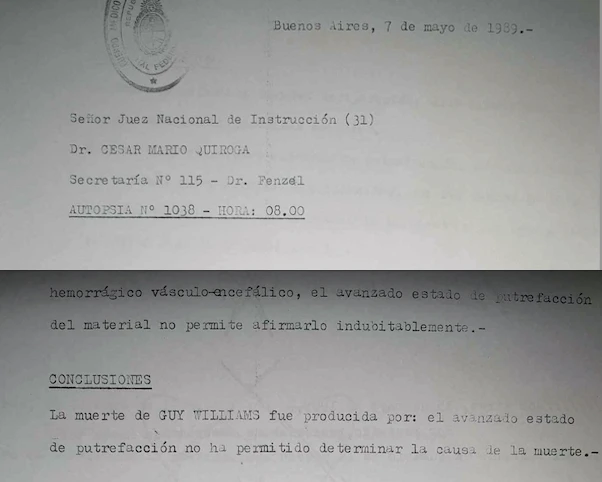 Buenos Aires, 7 de mayo de 1989.-
Señor Juez Nacional de Instrucción (31)
Dr. CESAR MARIO QUIROGA
Secretaría Nº 115 - Dr. Fenzel
AUTOPSIA Nº 1038 - HORA: 08.00
hemorrágico vásculo-encefálico, el avanzado estado de putrefacción
del material no permite afirmarlo indubitablemente.-
CONCLUSIONES
La muerte de GUY WILLIAMS fue producida por: el avanzado estado
de putrefacción no ha permitido determinar la causa de la muerte.-